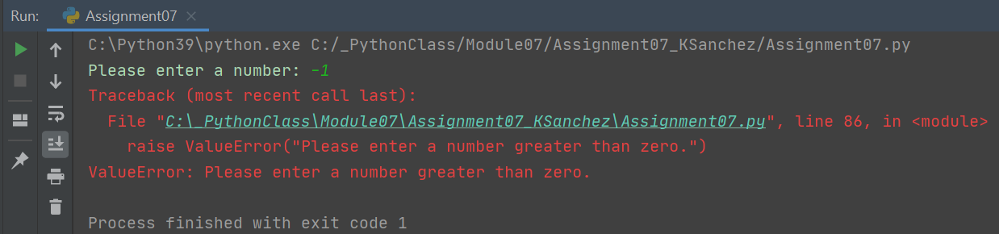 Run: Assignment07
C:\Python39\python.exe C:/_PythonClass/Module07/Assignment07_KSanchez/Assignment07.py
Please enter a number: -1
Traceback (most recent call last):
  File "C:\_PythonClass\Module07\Assignment07_KSanchez\Assignment07.py", line 86, in <module>
    raise ValueError("Please enter a number greater than zero.")
ValueError: Please enter a number greater than zero.
Process finished with exit code 1